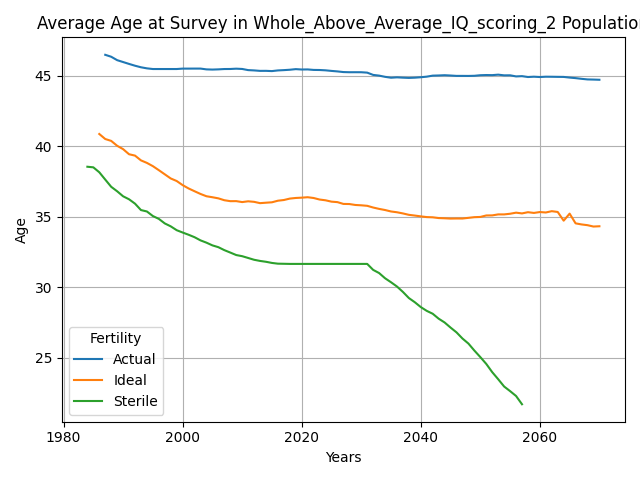 Average Age at Survey in Whole_Above_Average_IQ_scoring_2 Population
Age
45
40
35
30
25
Fertility
Actual
Ideal
Sterile
1980
2000
2020
2040
2060
Years